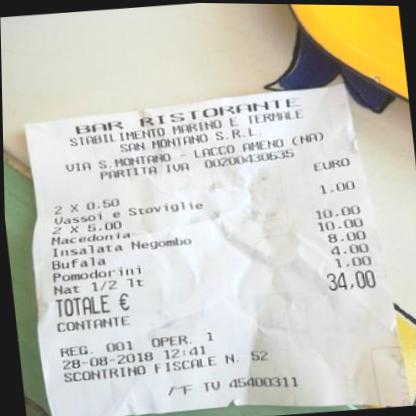 BAR RISTORANTE
STABILIMENTO MARINO E TERMALE
SAN MONTANO S.R.L.
VIA S.MONTANO - LACCO AMENO (NA)
PARTITA IVA 00200430635
EURO
2 X 0.50
Vassoi e Stoviglie 1.00
2 X 5.00
Macedonia 10.00
Insalata Negombo 10.00
Bufala 8.00
Pomodorini 4.00
Nat 1/2 lt 1.00
TOTALE € 34,00
CONTANTE
REG. 001 OPER. 1
28-08-2018 12:41
SCONTRINO FISCALE N. 52
/F TU 45400311